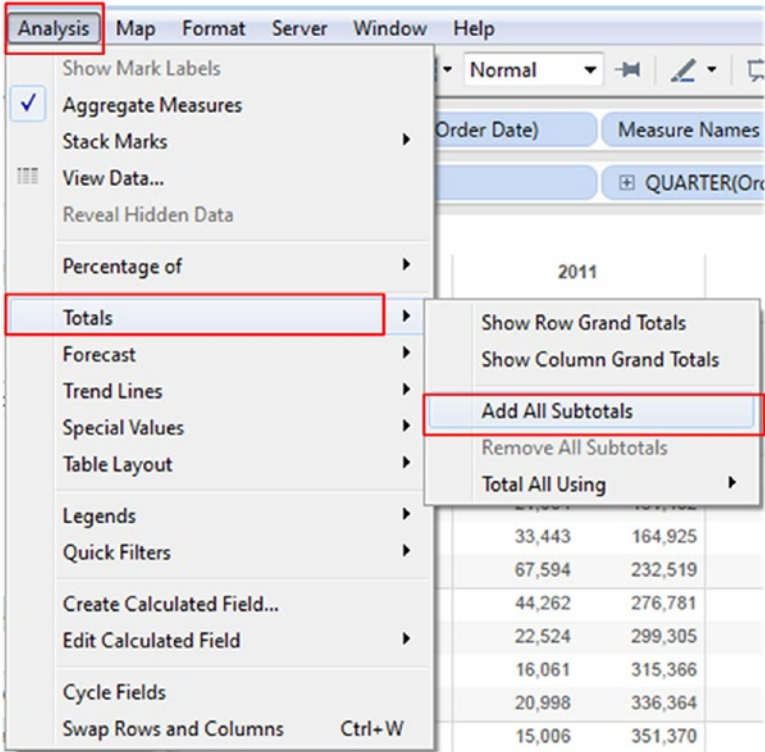 Analysis Map Format Server Window Help
Show Mark Labels
Normal
Aggregate Measures
Order Date) Measure Names
Stack Marks
View Data...
QUARTER(Ord
Reveal Hidden Data
Percentage of
2011
Totals
Show Row Grand Totals
Forecast
Show Column Grand Totals
Trend Lines
Add All Subtotals
Special Values
Remove All Subtotals
Table Layout
Total All Using
Legends
33,443 164,925
Quick Filters
67,594 232,519
Create Calculated Field...
44,262 276,781
Edit Calculated Field
22,524 299,305
16,061 315,366
Cycle Fields
20,998 336,364
Swap Rows and Columns Ctrl+W
15,006 351,370